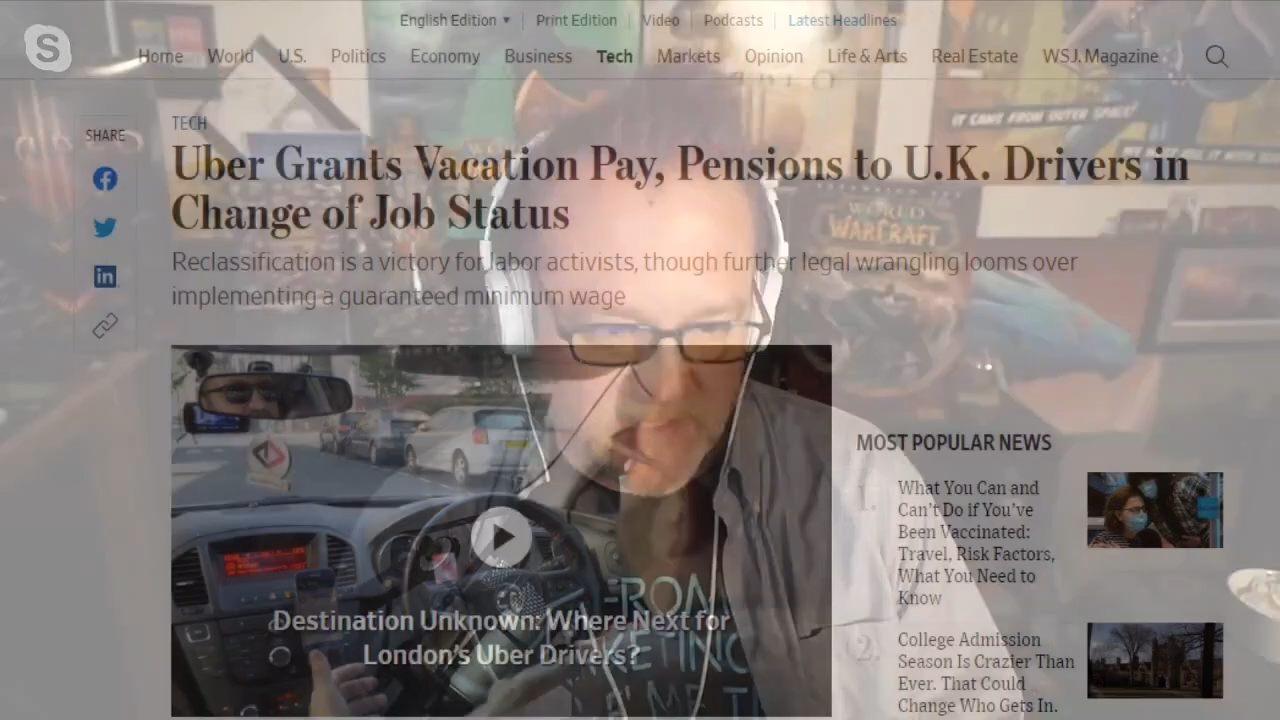 English Edition ▾ | Print Edition | Video | Podcasts | Latest Headlines
S
Home World U.S. Politics Economy Business Tech Markets Opinion Life & Arts Real Estate WSJ. Magazine
IT CAME FROM OUTER SPACE!
SHARE
TECH
Uber Grants Vacation Pay, Pensions to U.K. Drivers in
Change of Job Status
WORLD
WARCRAFT
Reclassification is a victory for labor activists, though further legal wrangling looms over
implementing a guaranteed minimum wage
MOST POPULAR NEWS
1.
What You Can and
Can't Do if You've
Been Vaccinated:
Travel, Risk Factors,
What You Need to
Know
Destination Unknown: Where Next for
London's Uber Drivers?
2.
College Admission
Season Is Crazier Than
Ever. That Could
Change Who Gets In.